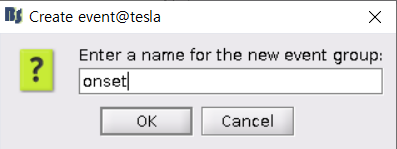 Create event@tesla
Enter a name for the new event group:
onset
OK
Cancel